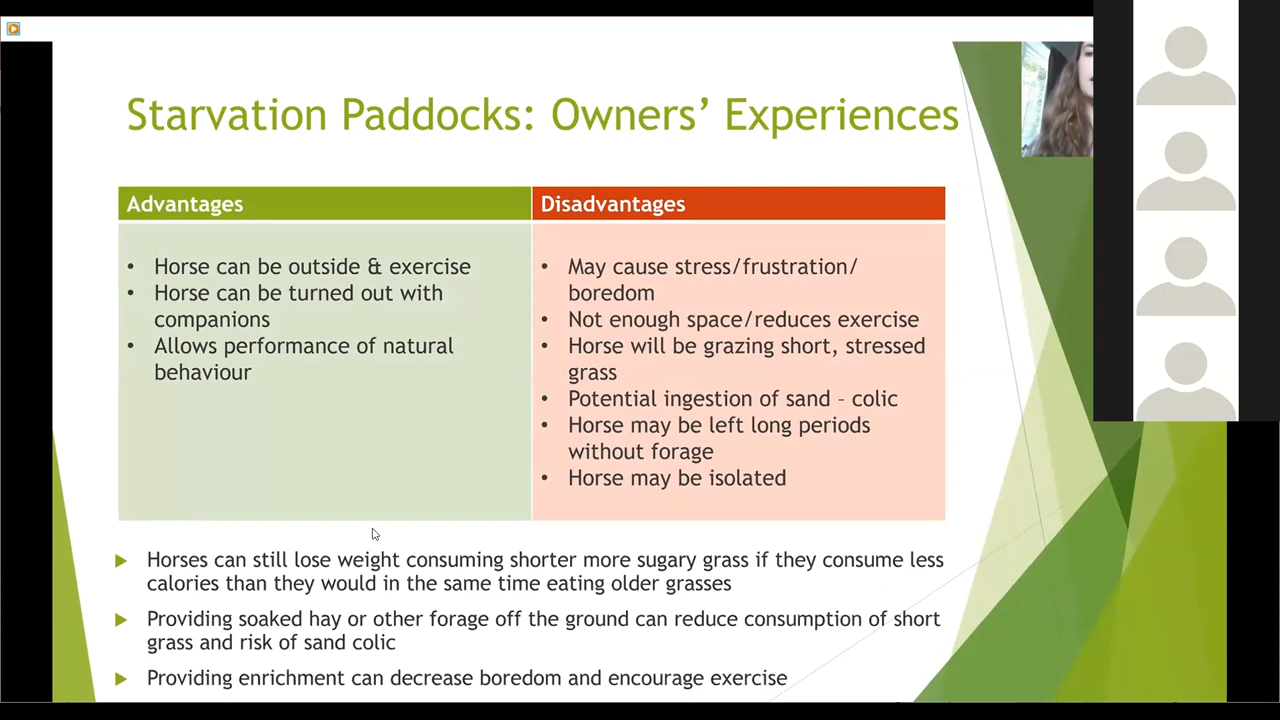 Starvation Paddocks: Owners’ Experiences
Advantages
• Horse can be outside & exercise
• Horse can be turned out with
companions
• Allows performance of natural
behaviour
Disadvantages
• May cause stress/frustration/
boredom
• Not enough space/reduces exercise
• Horse will be grazing short, stressed
grass
• Potential ingestion of sand – colic
• Horse may be left long periods
without forage
• Horse may be isolated
Horses can still lose weight consuming shorter more sugary grass if they consume less
calories than they would in the same time eating older grasses
Providing soaked hay or other forage off the ground can reduce consumption of short
grass and risk of sand colic
Providing enrichment can decrease boredom and encourage exercise